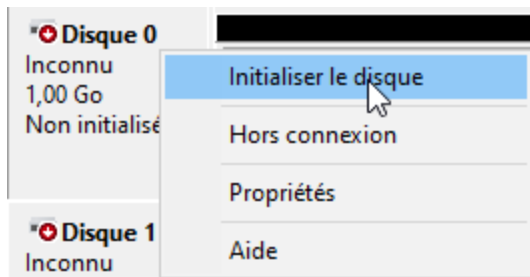 Disque 0
Inconnu
1,00 Go
Non initialisé
Initialiser le disque
Hors connexion
Propriétés
Aide
Disque 1
Inconnu